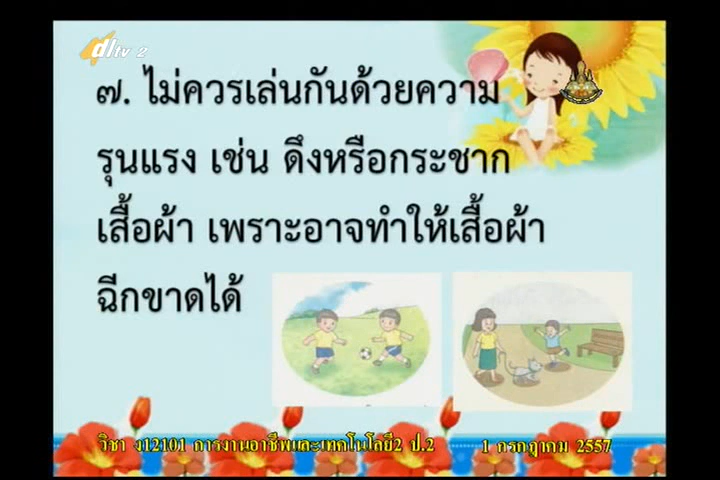 dltv 2
๗. ไม่ควรเล่นกันด้วยความ
รุนแรง เช่น ดึงหรือกระชาก
เสื้อผ้า เพราะอาจทำให้เสื้อผ้า
ฉีกขาดได้
วิชา ง12101 การงานอาชีพและเทคโนโลยี2 ป.2 1 กรกฎาคม 2557